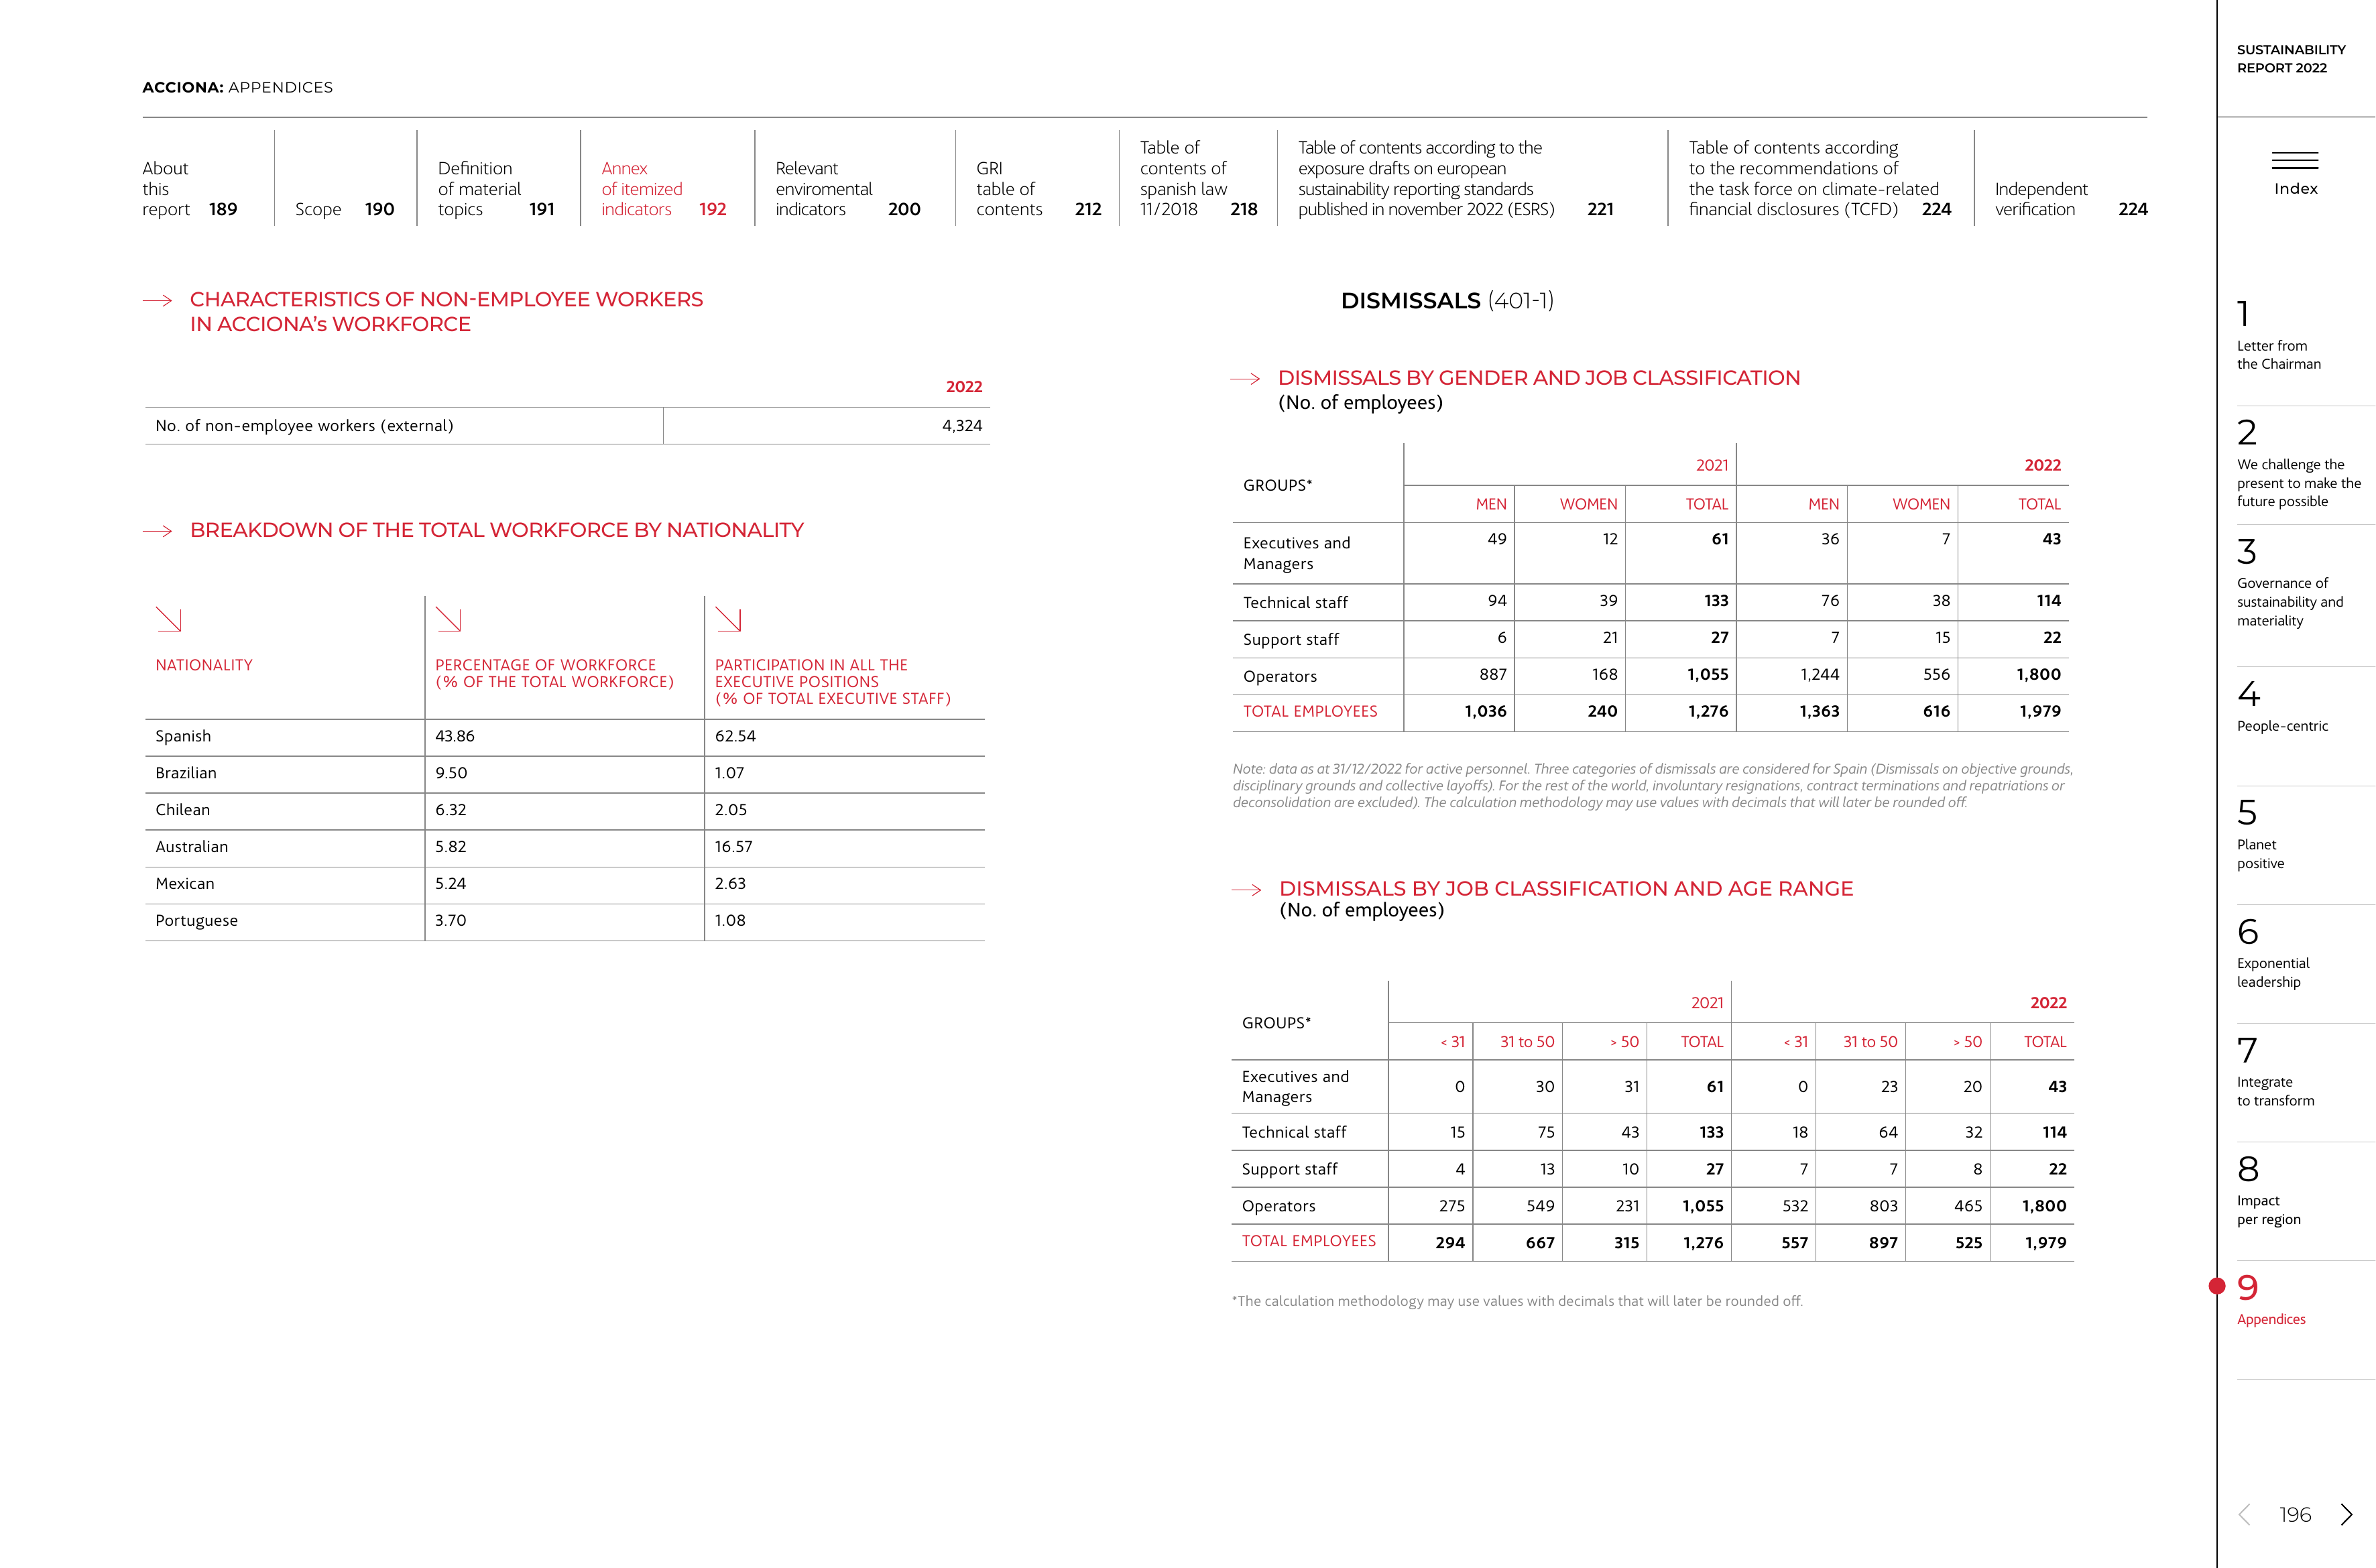 SUSTAINABILITY
REPORT 2022
ACCIONA: APPENDICES
About
this
report 189
Scope 190
Definition
of material
topics 191
Annex
of itemized
indicators 192
Relevant
enviromental
indicators 200
GRI
table of
contents 212
Table of
contents of
spanish law
11/2018 218
Table of contents according to the
exposure drafts on european
sustainability reporting standards
published in november 2022 (ESRS) 221
Table of contents according
to the recommendations of
the task force on climate-related
financial disclosures (TCFD) 224
Independent
verification 224
Index
CHARACTERISTICS OF NON-EMPLOYEE WORKERS
IN ACCIONA’s WORKFORCE
2022
No. of non-employee workers (external) 4,324
BREAKDOWN OF THE TOTAL WORKFORCE BY NATIONALITY
NATIONALITY
PERCENTAGE OF WORKFORCE
(% OF THE TOTAL WORKFORCE)
PARTICIPATION IN ALL THE
EXECUTIVE POSITIONS
(% OF TOTAL EXECUTIVE STAFF)
Spanish 43.86 62.54
Brazilian 9.50 1.07
Chilean 6.32 2.05
Australian 5.82 16.57
Mexican 5.24 2.63
Portuguese 3.70 1.08
DISMISSALS (401-1)
DISMISSALS BY GENDER AND JOB CLASSIFICATION
(No. of employees)
GROUPS*
2021 2022
MEN WOMEN TOTAL MEN WOMEN TOTAL
Executives and
Managers
49 12 61 36 7 43
Technical staff 94 39 133 76 38 114
Support staff 6 21 27 7 15 22
Operators 887 168 1,055 1,244 556 1,800
TOTAL EMPLOYEES 1,036 240 1,276 1,363 616 1,979
Note: data as at 31/12/2022 for active personnel. Three categories of dismissals are considered for Spain (Dismissals on objective grounds,
disciplinary grounds and collective layoffs). For the rest of the world, involuntary resignations, contract terminations and repatriations or
deconsolidation are excluded). The calculation methodology may use values with decimals that will later be rounded off.
DISMISSALS BY JOB CLASSIFICATION AND AGE RANGE
(No. of employees)
GROUPS*
2021 2022
< 31 31 to 50 > 50 TOTAL < 31 31 to 50 > 50 TOTAL
Executives and
Managers
0 30 31 61 0 23 20 43
Technical staff 15 75 43 133 18 64 32 114
Support staff 4 13 10 27 7 7 8 22
Operators 275 549 231 1,055 532 803 465 1,800
TOTAL EMPLOYEES 294 667 315 1,276 557 897 525 1,979
*The calculation methodology may use values with decimals that will later be rounded off.
1
Letter from
the Chairman
2
We challenge the
present to make the
future possible
3
Governance of
sustainability and
materiality
4
People-centric
5
Planet
positive
6
Exponential
leadership
7
Integrate
to transform
8
Impact
per region
9
Appendices
196